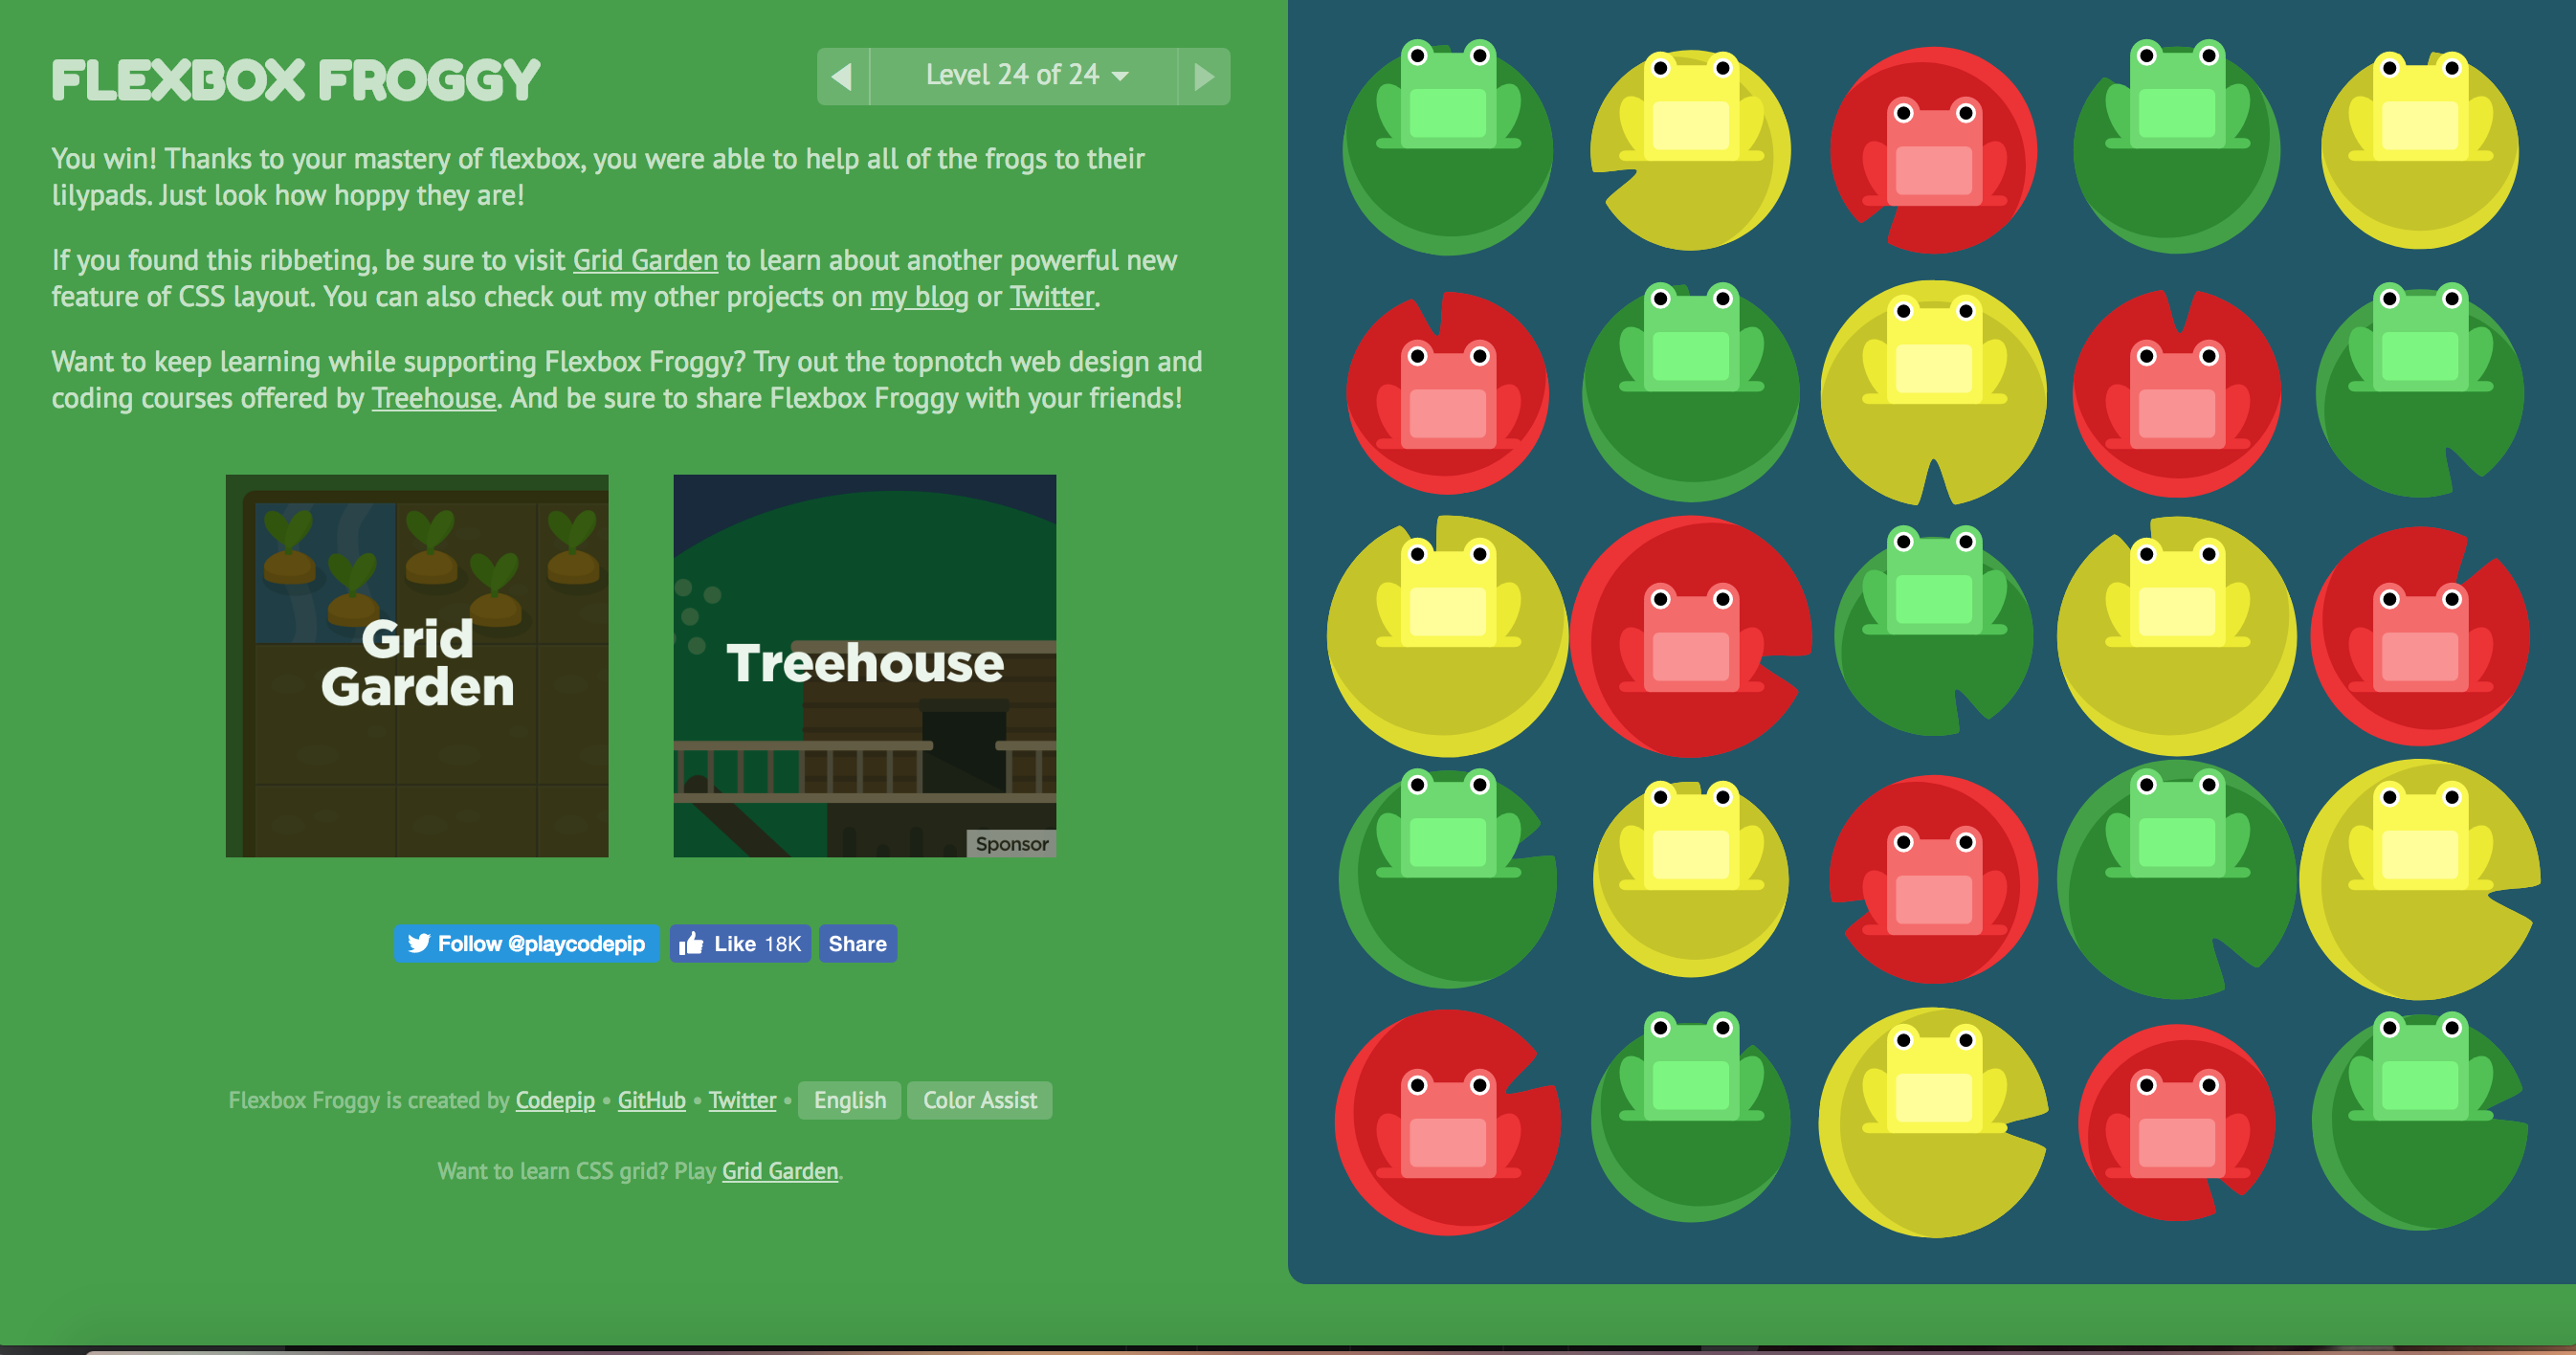 FLEXBOX FROGGY
Level 24 of 24
You win! Thanks to your mastery of flexbox, you were able to help all of the frogs to their
lilypads. Just look how hoppy they are!
If you found this ribbeting, be sure to visit Grid Garden to learn about another powerful new
feature of CSS layout. You can also check out my other projects on my blog or Twitter.
Want to keep learning while supporting Flexbox Froggy? Try out the topnotch web design and
coding courses offered by Treehouse. And be sure to share Flexbox Froggy with your friends!
Grid
Garden
Treehouse
Sponsor
Follow @playcodepip
Like 18K
Share
Flexbox Froggy is created by Codepip • GitHub • Twitter • English Color Assist
Want to learn CSS grid? Play Grid Garden.